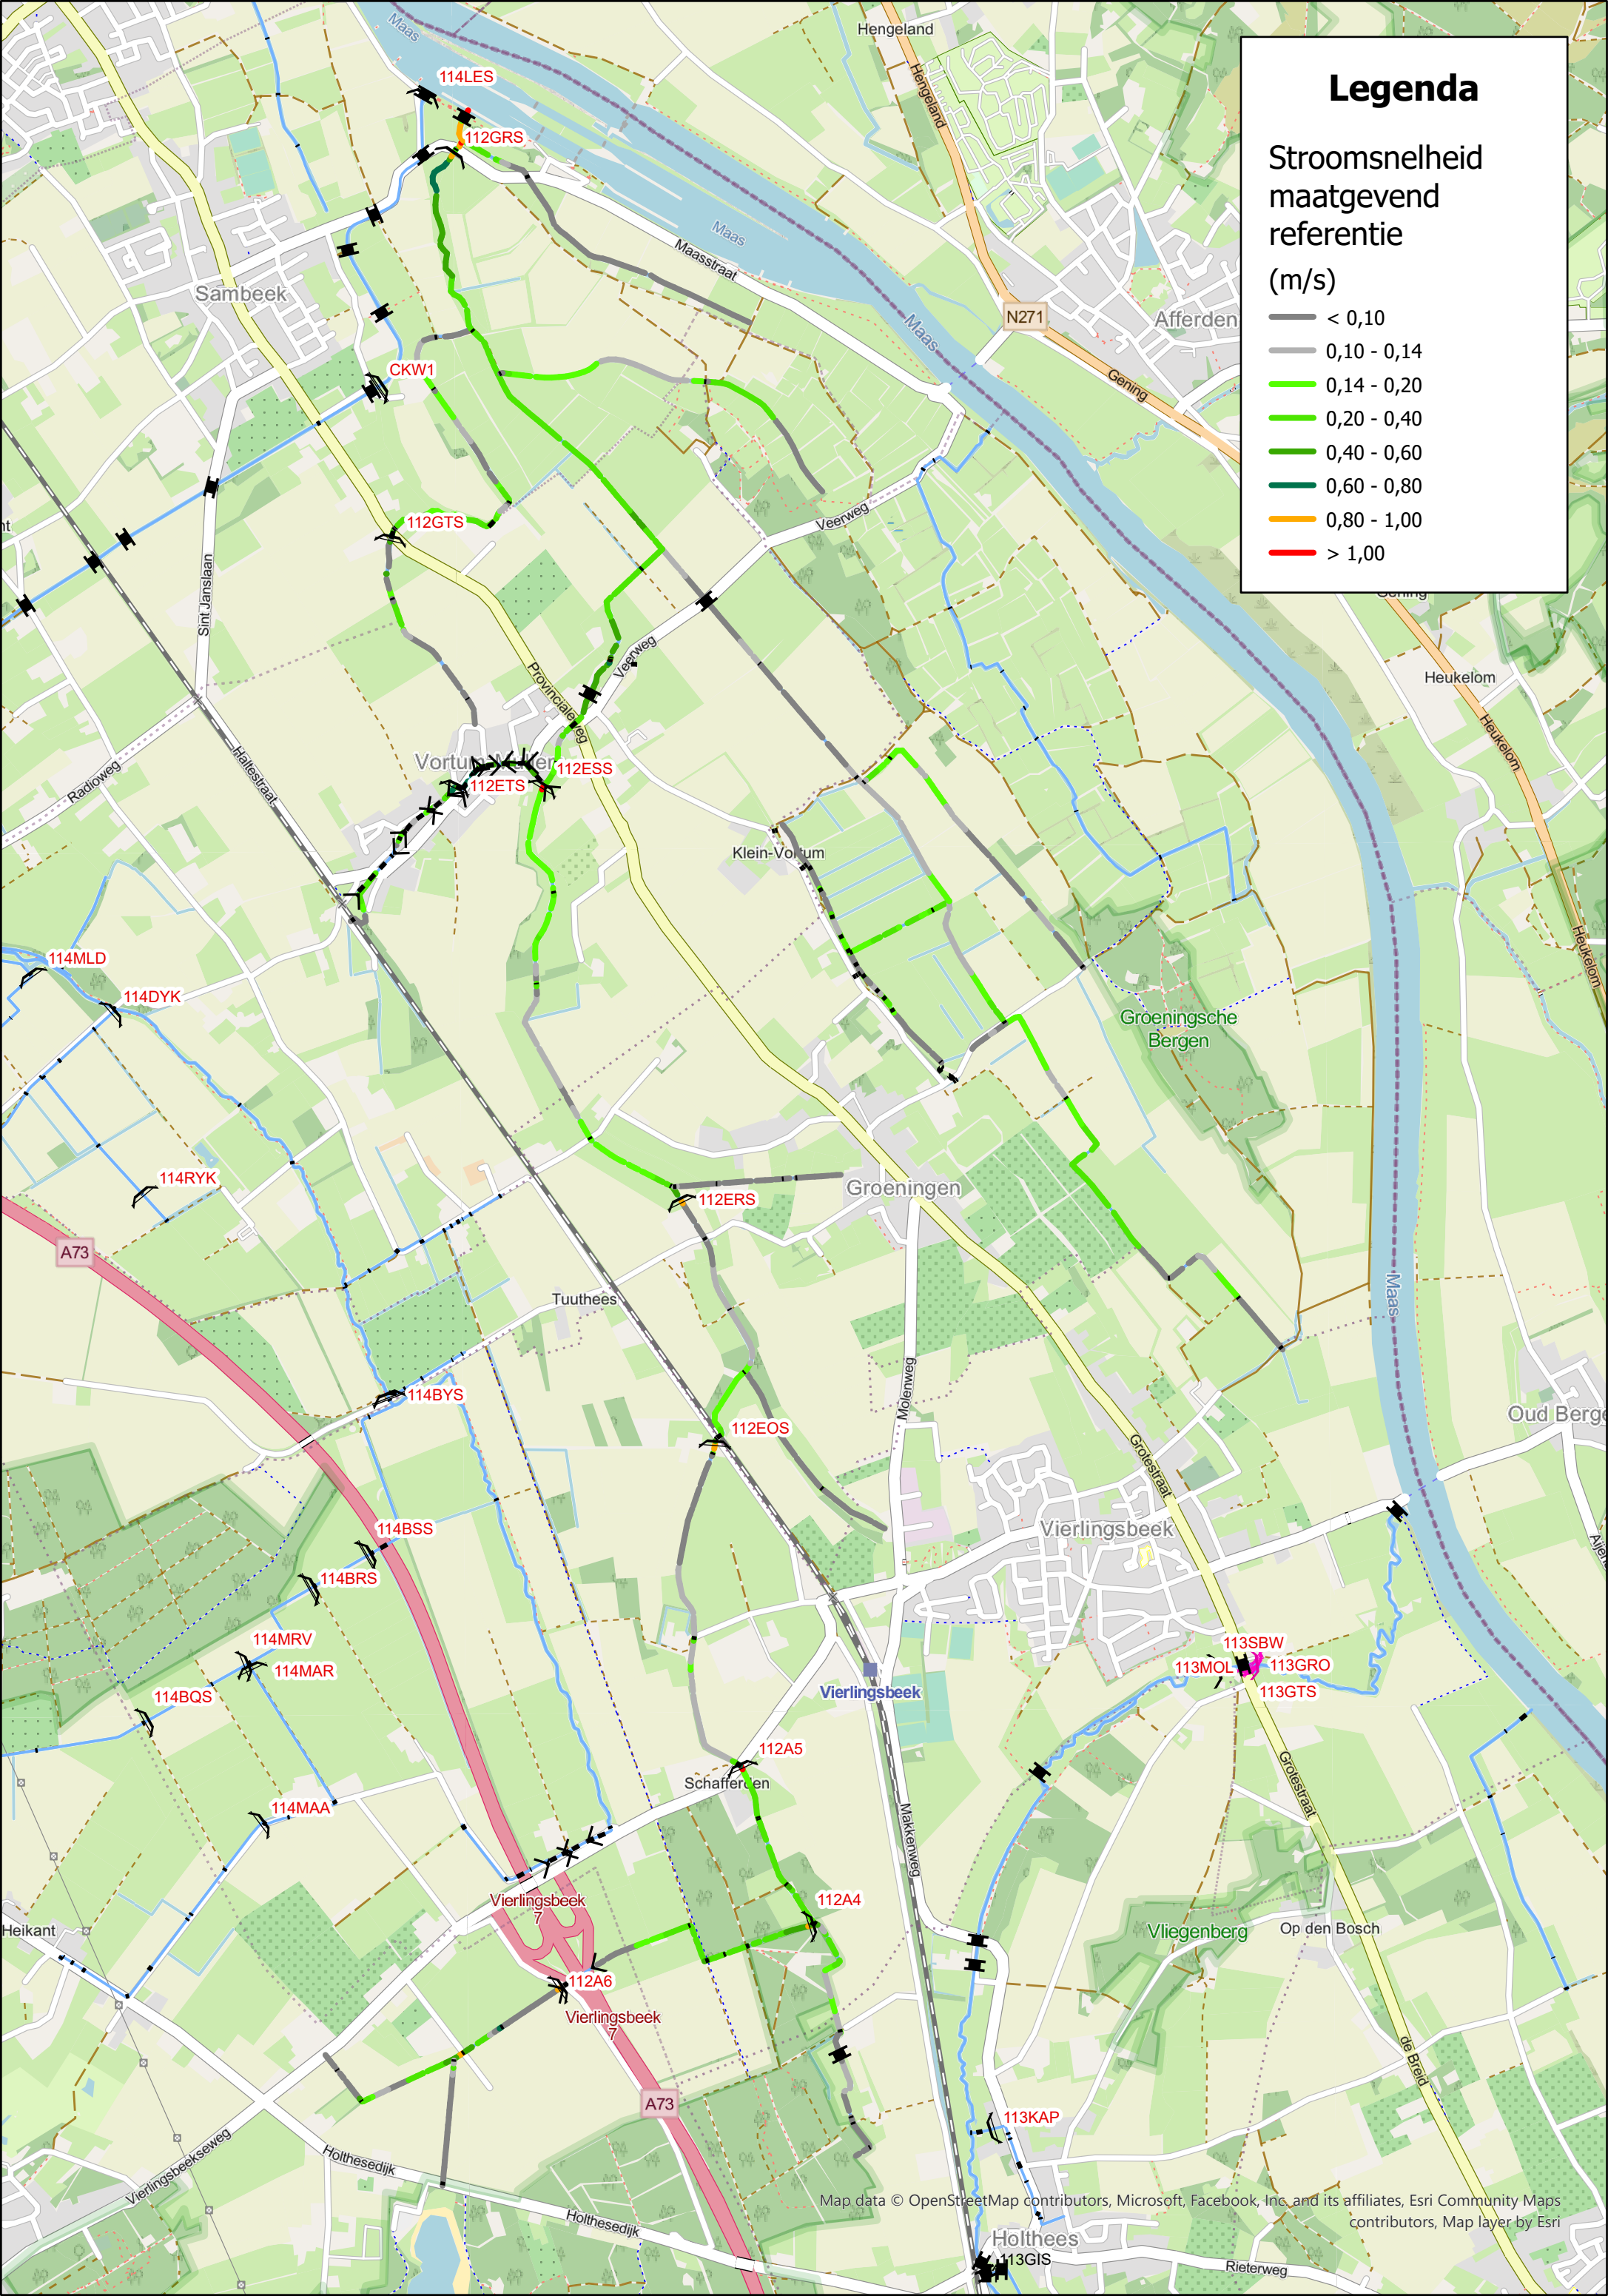 Maas
Hengeland
114LES
Hengeland
Legenda
112GRS
Stroomsnelheid
maatgevend
referentie
(m/s)
< 0,10
0,10 - 0,14
0,14 - 0,20
0,20 - 0,40
0,40 - 0,60
0,60 - 0,80
0,80 - 1,00
> 1,00
Maas
Maasstraat
Sambeek
N271
Maas
Afferden
CKW1
Gening
112GTS
Veerweg
Sint Janslaan
Veerweg
Provincialeweg
Heukelom
Heukelom
Haltestraat
Radioweg
112ESS
112ETS
Klein-Vortum
Heukelom
114MLD
114DYK
Groeningsche
Bergen
114RYK
112ERS
Groeningen
A73
Tuuthees
Maas
Molenweg
114BYS
112EOS
Grotestraat
114BSS
Vierlingsbeek
114BRS
114MRV
114MAR
113SBW
113MOL
113GRO
113GTS
114BQS
Vierlingsbeek
112A5
Schafferden
Grotestraat
114MAA
Makkenweg
Vierlingsbeek
7
112A4
Heikant
Vliegenberg
Op den Bosch
112A6
Vierlingsbeek
7
de Breid
A73
113KAP
Vierlingsbeekseweg
Holthesedijk
Holthesedijk
Map data © OpenStreetMap contributors, Microsoft, Facebook, Inc. and its affiliates, Esri Community Maps
contributors, Map layer by Esri
Holthees
113GIS
Rieterweg